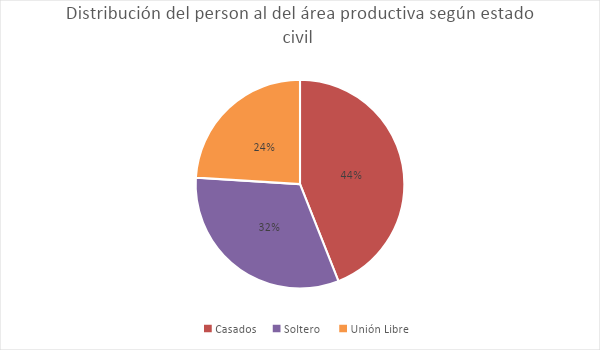 Distribución del person al del área productiva según estado
civil
24%
44%
32%
Casados Soltero Unión Libre